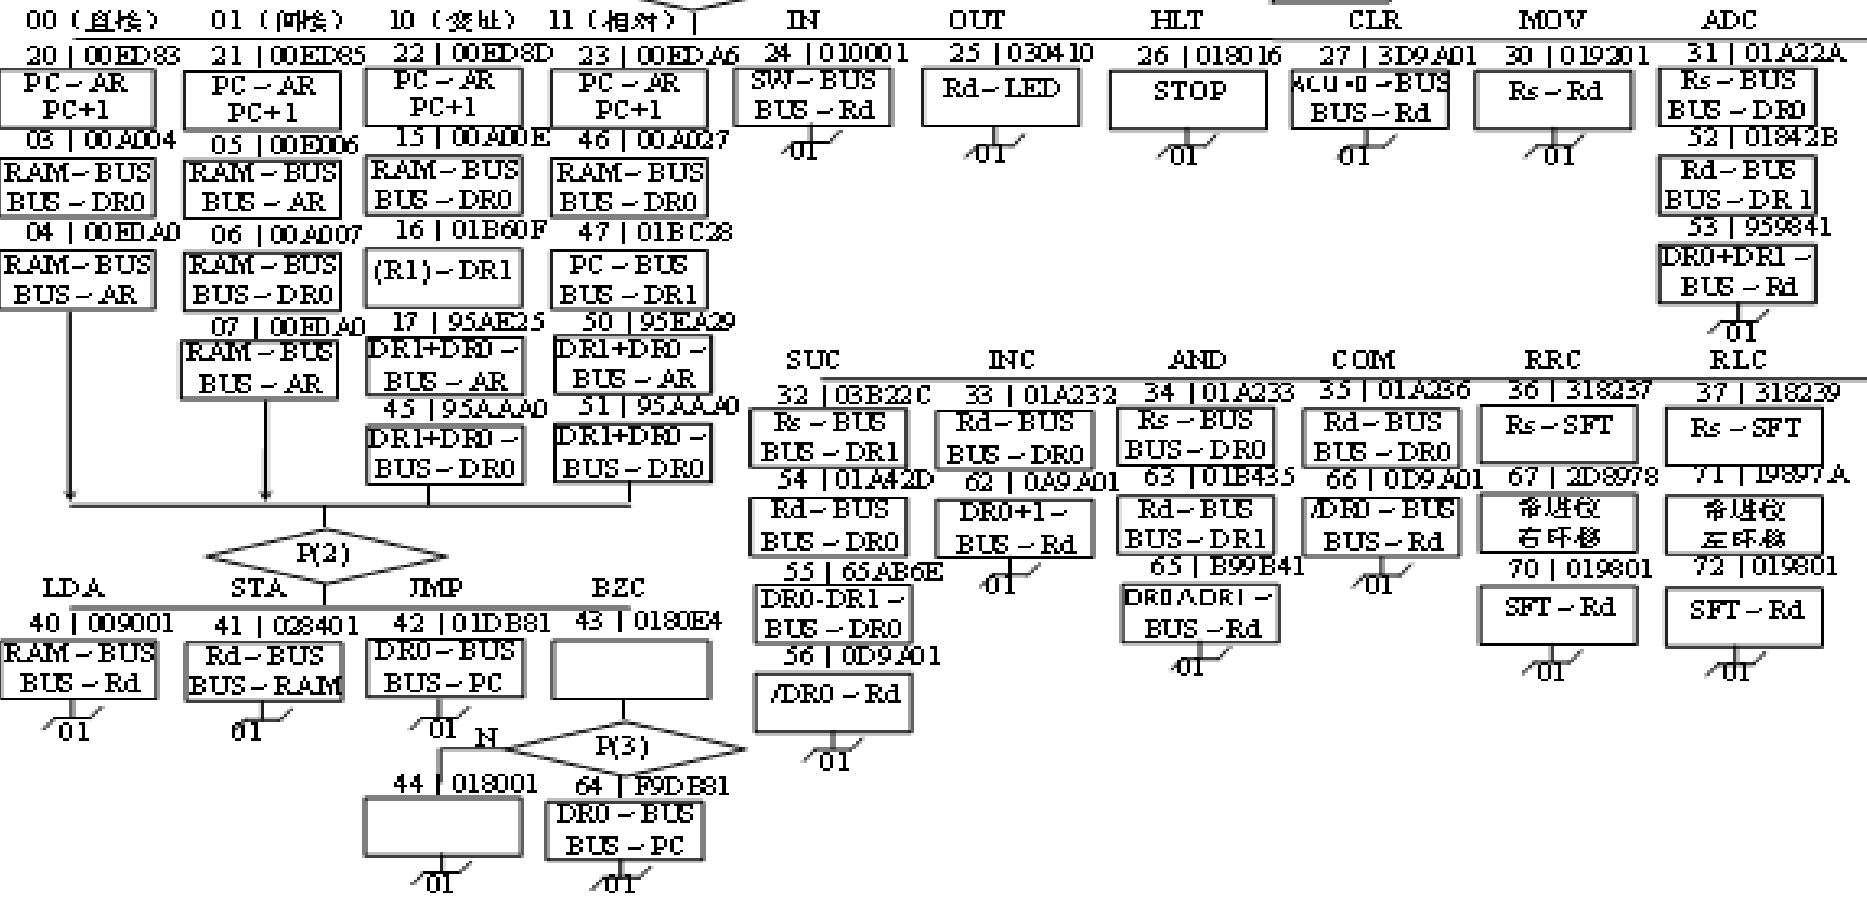 00 (直接)
01 (间接)
10 (变址)
11 (相对)
IN
OUT
HLT
CLR
MOV
ADC
20 | 00ED83
PC – AR
PC+1
03 | 00A004
RAM – BUS
BUS – DR0
04 | 00EDA0
RAM – BUS
BUS – AR
21 | 00ED85
PC – AR
PC+1
05 | 00E006
RAM – BUS
BUS – AR
06 | 00A007
RAM – BUS
BUS – DR0
07 | 00EDA0
RAM – BUS
BUS – AR
22 | 00ED8D
PC – AR
PC+1
15 | 00A00E
RAM – BUS
BUS – DR0
16 | 01B60F
(R1) – DR1
17 | 95AE25
DR1+DR0 –
BUS – AR
45 | 95AAA0
DR1+DR0 –
BUS – DR0
23 | 00EDA6
PC – AR
PC+1
46 | 00A027
RAM – BUS
BUS – DR0
47 | 01BC28
PC – BUS
BUS – DR1
50 | 95EA29
DR1+DR0 –
BUS – AR
51 | 95AAA0
DR1+DR0 –
BUS – DR0
24 | 010001
SW – BUS
BUS – Rd
01
25 | 030410
Rd – LED
01
26 | 018016
STOP
01
27 | 3D9A01
– BUS
BUS – Rd
01
30 | 019201
Rs – Rd
01
31 | 01A22A
Rs – BUS
BUS – DR0
52 | 01842B
Rd – BUS
BUS – DR1
53 | 959841
DR0+DR1 –
BUS – Rd
01
P(2)
LDA
STA
JMP
BZC
40 | 009001
RAM – BUS
BUS – Rd
01
41 | 028401
Rd – BUS
BUS – RAM
01
42 | 01DB81
DR0 – BUS
BUS – PC
01
43 | 0180E4
P(3)
N
44 | 018001
01
64 | F9DB81
DR0 – BUS
BUS – PC
01
SUC
INC
AND
COM
RRC
RLC
32 | 03B22C
Rs – BUS
BUS – DR1
54 | 01A42D
Rd – BUS
BUS – DR0
55 | 65AB6E
DR0-DR1 –
BUS – DR0
56 | 0D9A01
/DR0 – Rd
01
33 | 01A232
Rd – BUS
BUS – DR0
62 | 0A9A01
DR0+1 –
BUS – Rd
01
34 | 01A233
Rs – BUS
BUS – DR0
63 | 01B435
Rd – BUS
BUS – DR1
65 | B99B41
DR0∧DR1 –
BUS – Rd
01
35 | 01A236
Rd – BUS
BUS – DR0
66 | 0D9A01
/DR0 – BUS
BUS – Rd
01
36 | 318237
Rs – SFT
67 | 2D8978
带进位
右环移
70 | 019801
SFT – Rd
01
37 | 318239
Rs – SFT
71 | 19897A
带进位
左环移
72 | 019801
SFT – Rd
01